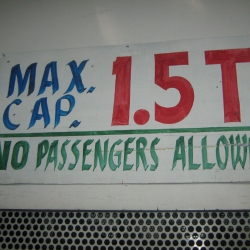 MAX. 1.5T
CAP.
NO PASSENGERS ALLOW